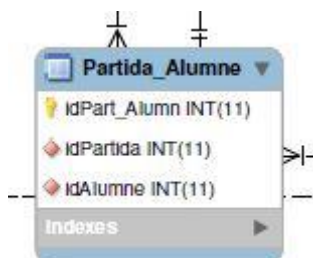 Partida_Alumne
idPart_Alumn INT(11)
idPartida INT(11)
idAlumne INT(11)
Indexes